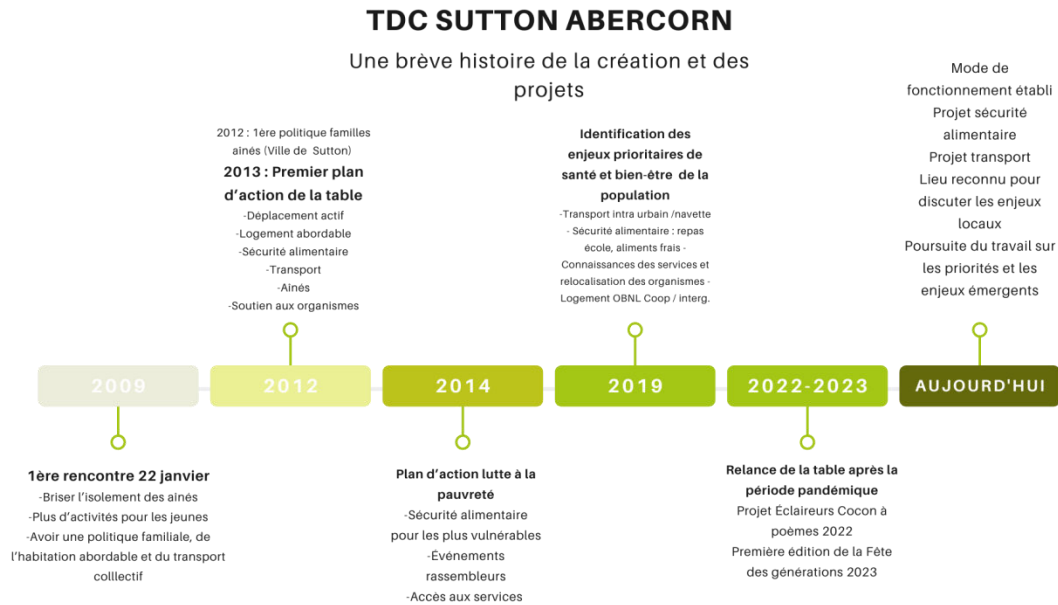 TDC SUTTON ABERCORN
Une brève histoire de la création et des
projets
2012 : 1ère politique familles
ainés (Ville de Sutton)
2013 : Premier plan
d'action de la table
-Déplacement actif
-Logement abordable
-Sécurité alimentaire
-Transport
-Ainés
-Soutien aux organismes
Identification des
enjeux prioritaires de
santé et bien-être de la
population
-Transport intra urbain /navette
- Sécurité alimentaire : repas
école, aliments frais -
Connaissances des services et
relocalisation des organismes -
Logement OBNL Coop / interg.
Mode de
fonctionnement établi
Projet sécurité
alimentaire
Projet transport
Lieu reconnu pour
discuter les enjeux
locaux
Poursuite du travail sur
les priorités et les
enjeux émergents
2009
2012
2014
2019
2022-2023
AUJOURD'HUI
1ère rencontre 22 janvier
-Briser l'isolement des ainés
-Plus d'activités pour les jeunes
-Avoir une politique familiale, de
l'habitation abordable et du transport
colllectif
Plan d'action lutte à la
pauvreté
-Sécurité alimentaire
pour les plus vulnérables
-Événements
rassembleurs
-Accès aux services
Relance de la table après la
période pandémique
Projet Éclaireurs Cocon à
poèmes 2022
Première édition de la Fête
des générations 2023